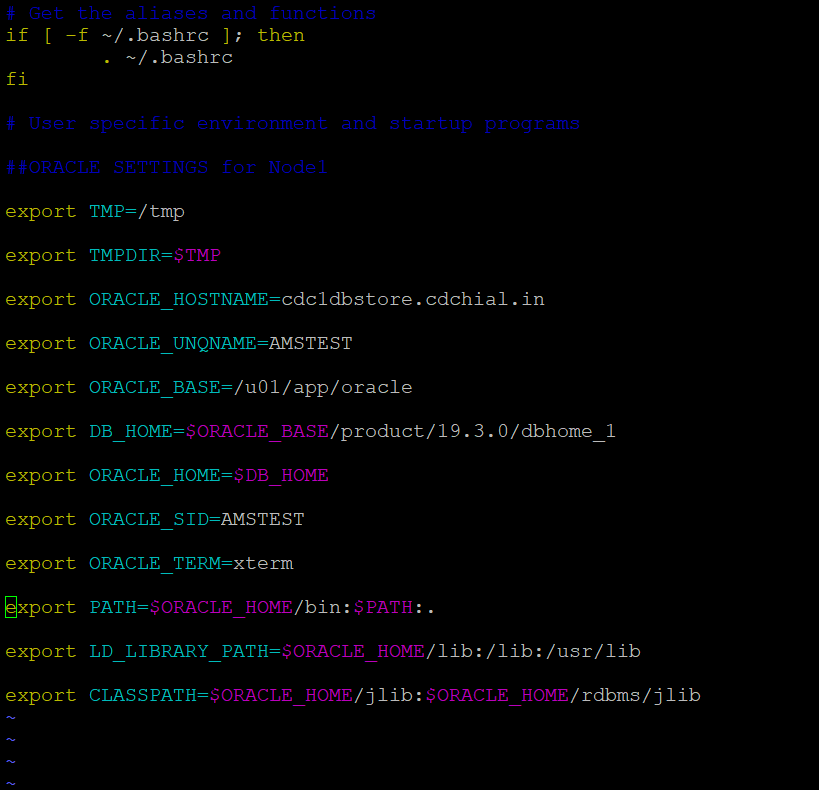 # Get the aliases and functions
if [ -f ~/.bashrc ]; then
        . ~/.bashrc
fi
# User specific environment and startup programs
##ORACLE SETTINGS for Node1
export TMP=/tmp
export TMPDIR=$TMP
export ORACLE_HOSTNAME=cdc1dbstore.cdchial.in
export ORACLE_UNQNAME=AMSTEST
export ORACLE_BASE=/u01/app/oracle
export DB_HOME=$ORACLE_BASE/product/19.3.0/dbhome_1
export ORACLE_HOME=$DB_HOME
export ORACLE_SID=AMSTEST
export ORACLE_TERM=xterm
export PATH=$ORACLE_HOME/bin:$PATH:.
export LD_LIBRARY_PATH=$ORACLE_HOME/lib:/lib:/usr/lib
export CLASSPATH=$ORACLE_HOME/jlib:$ORACLE_HOME/rdbms/jlib
~
~
~
~